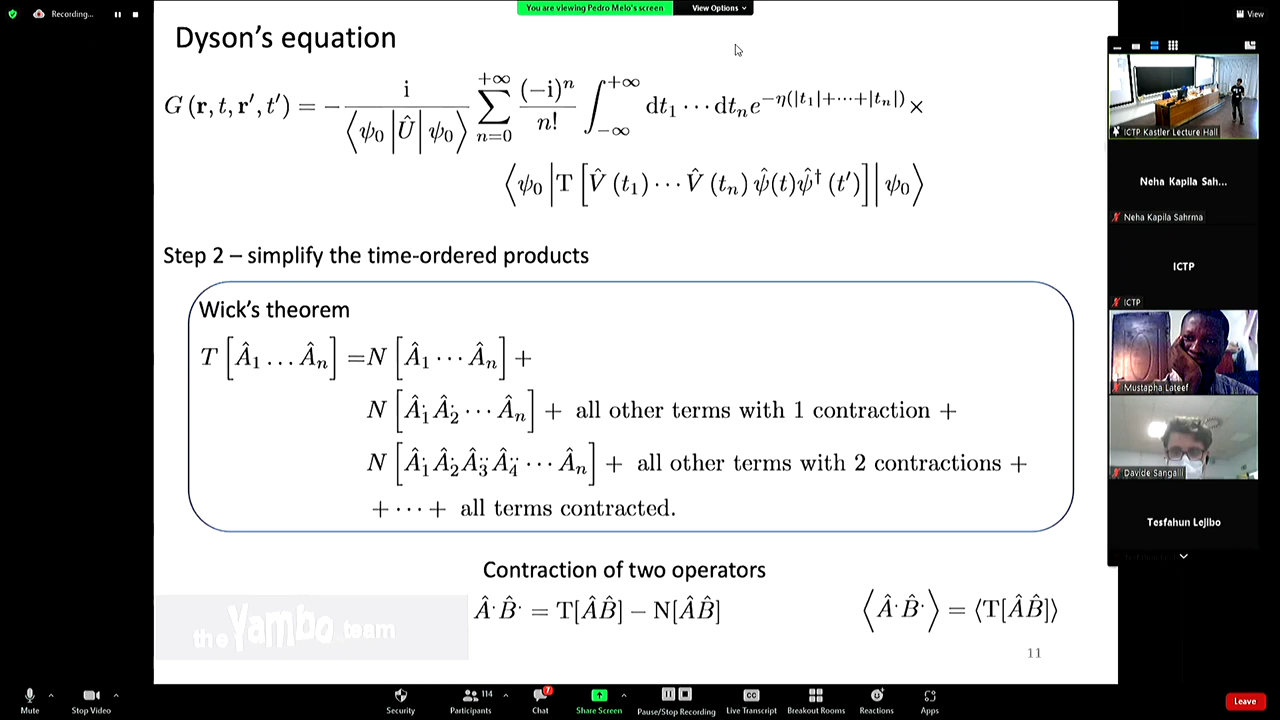 Recording...
You are viewing Pedro Melo's screen View Options
View
Dyson's equation
G (r, t, r′, t′) = − i / ⟨ψ₀ |Û| ψ₀⟩ ∑ₙ₌₀^{+∞} (−i)ⁿ / n! ∫_{−∞}^{+∞} dt₁ ⋯ dtₙ e^{−η(|t₁|+⋯+|tₙ|)} ×
⟨ψ₀ |T [V̂ (t₁) ⋯ V̂ (tₙ) ψ̂(t)ψ̂† (t′)]| ψ₀⟩
Step 2 – simplify the time-ordered products
Wick's theorem
T [Â₁ … Âₙ] =N [Â₁ ⋯ Âₙ] +
N [Â₁˙Â₂˙ ⋯ Âₙ] + all other terms with 1 contraction +
N [Â₁˙Â₂˙Â₃¨Â₄¨ ⋯ Âₙ] + all other terms with 2 contractions +
+ ⋯ + all terms contracted.
Contraction of two operators
Â˙B̂˙ = T[ÂB̂] − N[ÂB̂]
⟨Â˙B̂˙⟩ = ⟨T[ÂB̂]⟩
the Yambo team
11
ICTP Kastler Lecture Hall
Neha Kapila Sah...
Neha Kapila Sahrma
ICTP
ICTP
Mustapha Lateef
Davide Sangalli
Tesfahun Lejibo
Mute
Stop Video
Security
Participants 114
Chat 7
Share Screen
Pause/Stop Recording
CC
Live Transcript
Breakout Rooms
Reactions
Apps
Leave